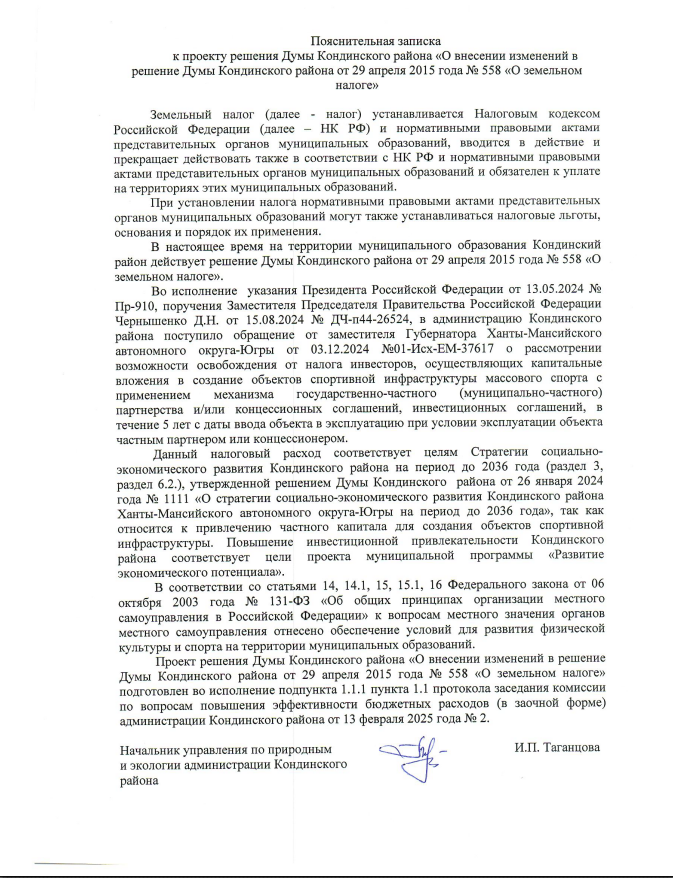 Пояснительная записка
к проекту решения Думы Кондинского района «О внесении изменений в
решение Думы Кондинского района от 29 апреля 2015 года № 558 «О земельном
налоге»
Земельный налог (далее - налог) устанавливается Налоговым кодексом
Российской Федерации (далее – НК РФ) и нормативными правовыми актами
представительных органов муниципальных образований, вводится в действие и
прекращает действовать также в соответствии с НК РФ и нормативными правовыми
актами представительных органов муниципальных образований и обязателен к уплате
на территориях этих муниципальных образований.
При установлении налога нормативными правовыми актами представительных
органов муниципальных образований могут также устанавливаться налоговые льготы,
основания и порядок их применения.
В настоящее время на территории муниципального образования Кондинский
район действует решение Думы Кондинского района от 29 апреля 2015 года № 558 «О
земельном налоге».
Во исполнение указания Президента Российской Федерации от 13.05.2024 №
Пр-910, поручения Заместителя Председателя Правительства Российской Федерации
Чернышенко Д.Н. от 15.08.2024 № ДЧ-п44-26524, в администрацию Кондинского
района поступило обращение от заместителя Губернатора Ханты-Мансийского
автономного округа-Югры от 03.12.2024 №01-Исх-ЕМ-37617 о рассмотрении
возможности освобождения от налога инвесторов, осуществляющих капитальные
вложения в создание объектов спортивной инфраструктуры массового спорта с
применением механизма государственно-частного (муниципально-частного)
партнерства и/или концессионных соглашений, инвестиционных соглашений, в
течение 5 лет с даты ввода объекта в эксплуатацию при условии эксплуатации объекта
частным партнером или концессионером.
Данный налоговый расход соответствует целям Стратегии социально-
экономического развития Кондинского района на период до 2036 года (раздел 3,
раздел 6.2.), утвержденной решением Думы Кондинского района от 26 января 2024
года № 1111 «О стратегии социально-экономического развития Кондинского района
Ханты-Мансийского автономного округа-Югры на период до 2036 года», так как
относится к привлечению частного капитала для создания объектов спортивной
инфраструктуры. Повышение инвестиционной привлекательности Кондинского
района соответствует цели проекта муниципальной программы «Развитие
экономического потенциала».
В соответствии со статьями 14, 14.1, 15, 15.1, 16 Федерального закона от 06
октября 2003 года № 131-ФЗ «Об общих принципах организации местного
самоуправления в Российской Федерации» к вопросам местного значения органов
местного самоуправления отнесено обеспечение условий для развития физической
культуры и спорта на территории муниципальных образований.
Проект решения Думы Кондинского района «О внесении изменений в решение
Думы Кондинского района от 29 апреля 2015 года № 558 «О земельном налоге»
подготовлен во исполнение подпункта 1.1.1 пункта 1.1 протокола заседания комиссии
по вопросам повышения эффективности бюджетных расходов (в заочной форме)
администрации Кондинского района от 13 февраля 2025 года № 2.
Начальник управления по природным И.П. Таганцова
и экологии администрации Кондинского
района